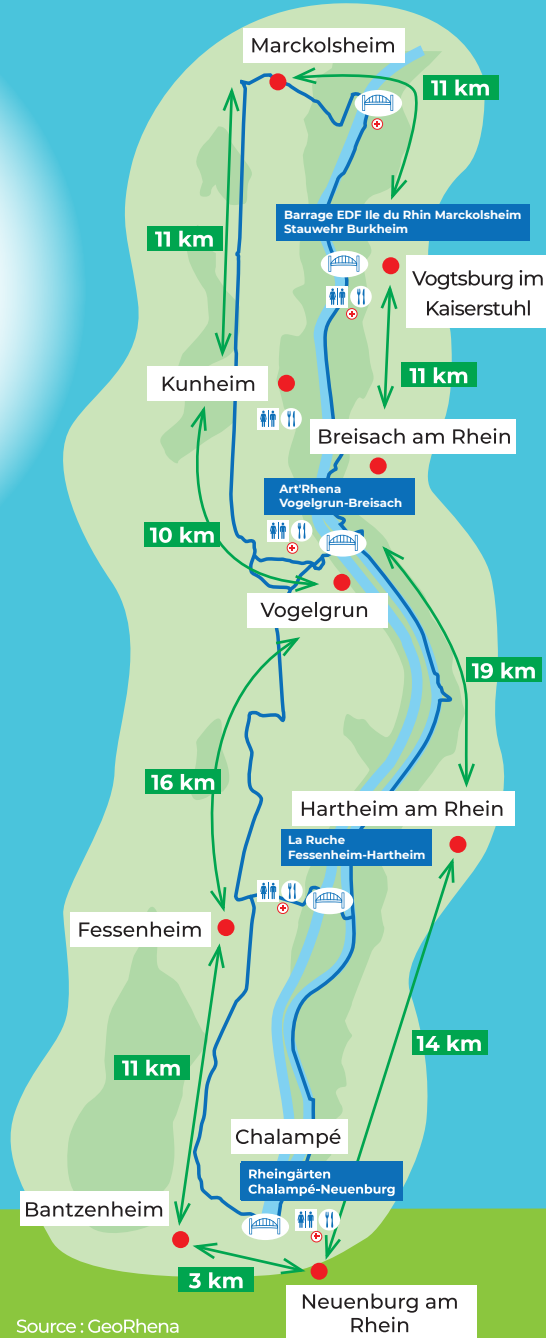 Marckolsheim
11 km
Barrage EDF Ile du Rhin Marckolsheim
Stauwehr Burkheim
11 km
Vogtsburg im
Kaiserstuhl
Kunheim
11 km
Breisach am Rhein
Art'Rhena
Vogelgrun-Breisach
10 km
Vogelgrun
19 km
16 km
Hartheim am Rhein
La Ruche
Fessenheim-Hartheim
Fessenheim
14 km
11 km
Chalampé
Rheingärten
Chalampé-Neuenburg
Bantzenheim
3 km
Neuenburg am
Rhein
Source : GeoRhena